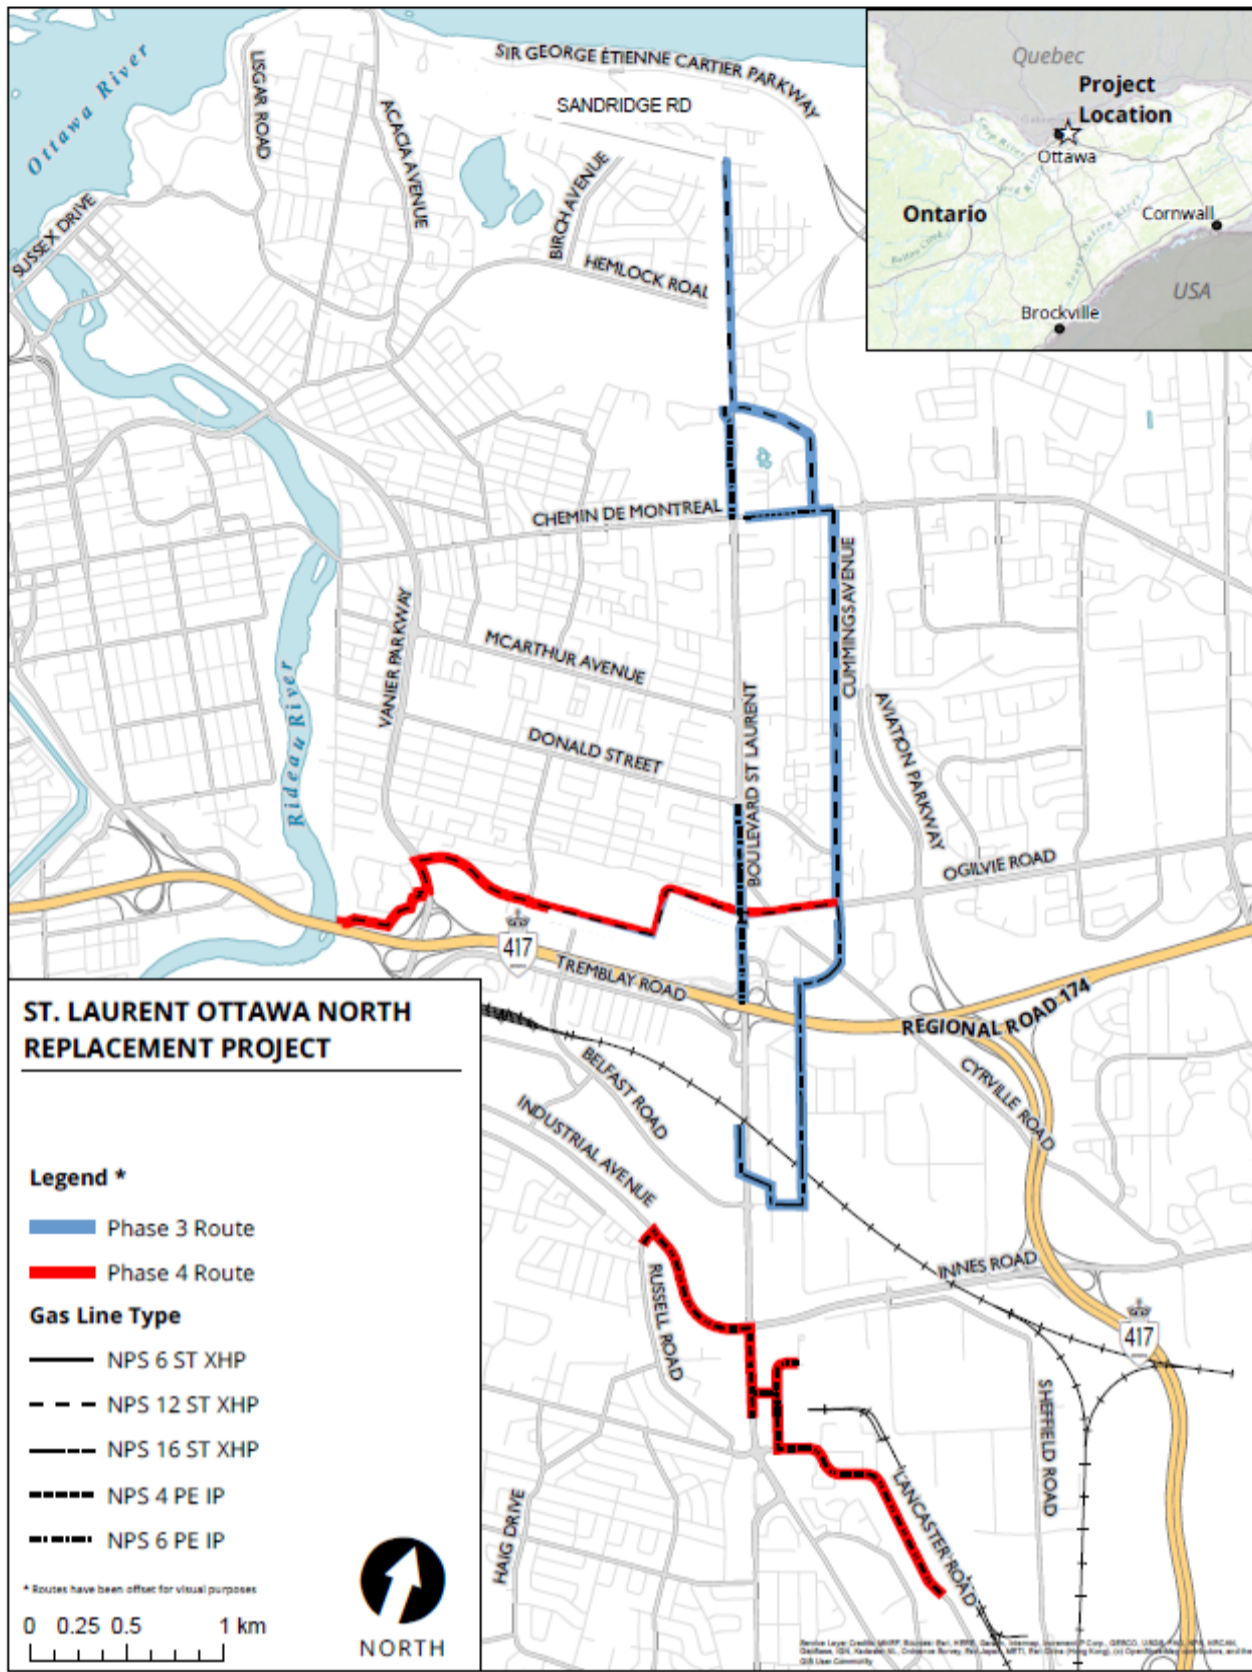 Ottawa River
LISGAR ROAD
ACACIA AVENUE
SIR GEORGE ÉTIENNE CARTIER PARKWAY
SANDRIDGE RD
BIRCH AVENUE
HEMLOCK ROAL
SUSSEX DRIVE
Quebec
Project
Location
Ottawa
Ontario
Cornwall
USA
Brockville
CHEMIN DE MONTREAL
CUMMINGS AVENUE
VANIER PARKWAY
MCARTHUR AVENUE
DONALD STREET
BOULEVARD ST LAURENT
AVIATION PARKWAY
OGILVIE ROAD
Rideau River
417
TREMBLAY ROAD
REGIONAL ROAD 174
CYRVILLE ROAD
BELFAST ROAD
INDUSTRIAL AVENUE
INNES ROAD
RUSSELL ROAD
417
SHEFFIELD ROAD
LANCASTER ROAD
HAIG DRIVE
ST. LAURENT OTTAWA NORTH
REPLACEMENT PROJECT
Legend *
Phase 3 Route
Phase 4 Route
Gas Line Type
NPS 6 ST XHP
NPS 12 ST XHP
NPS 16 ST XHP
NPS 4 PE IP
NPS 6 PE IP
* Routes have been offset for visual purposes
0 0.25 0.5 1 km
NORTH
GIS User Community